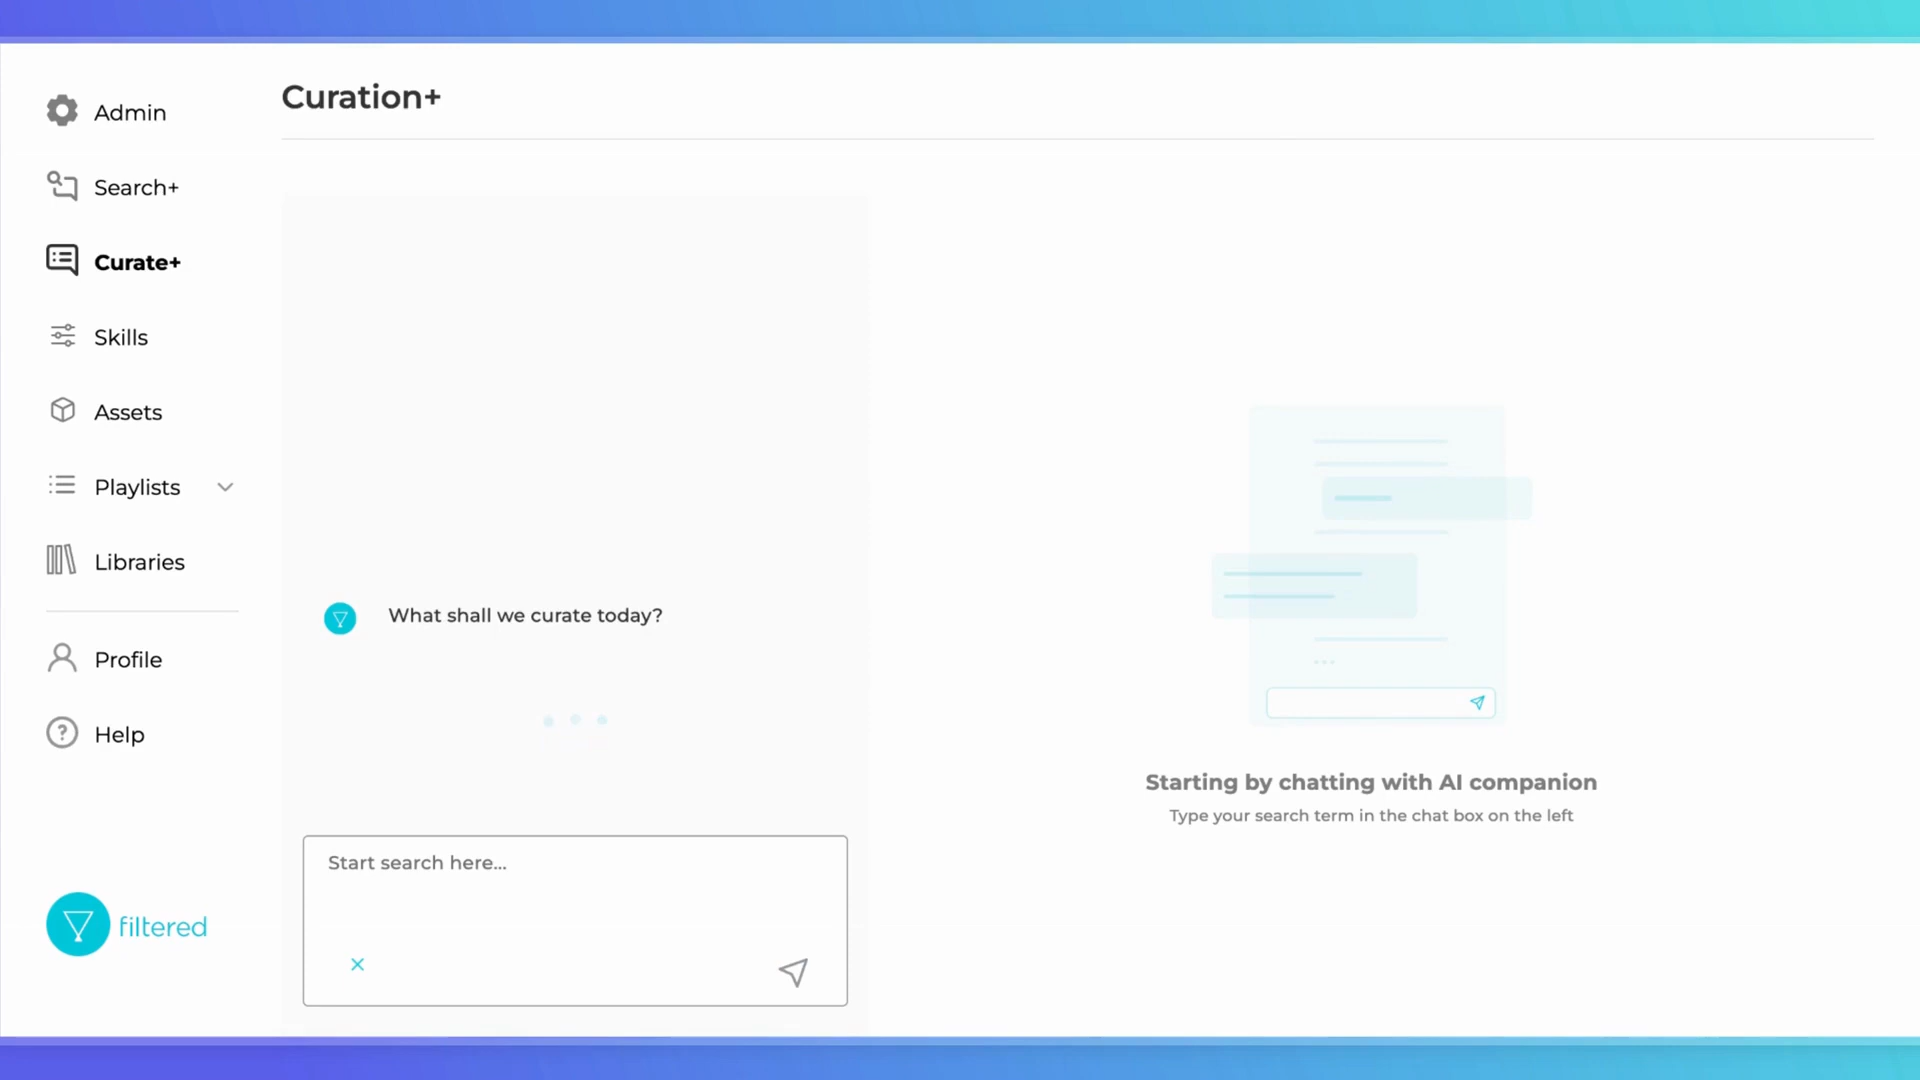 Curation+
Admin
Search+
Curate+
Skills
Assets
Playlists
Libraries
Profile
Help
filtered
What shall we curate today?
Start search here...
Starting by chatting with AI companion
Type your search term in the chat box on the left